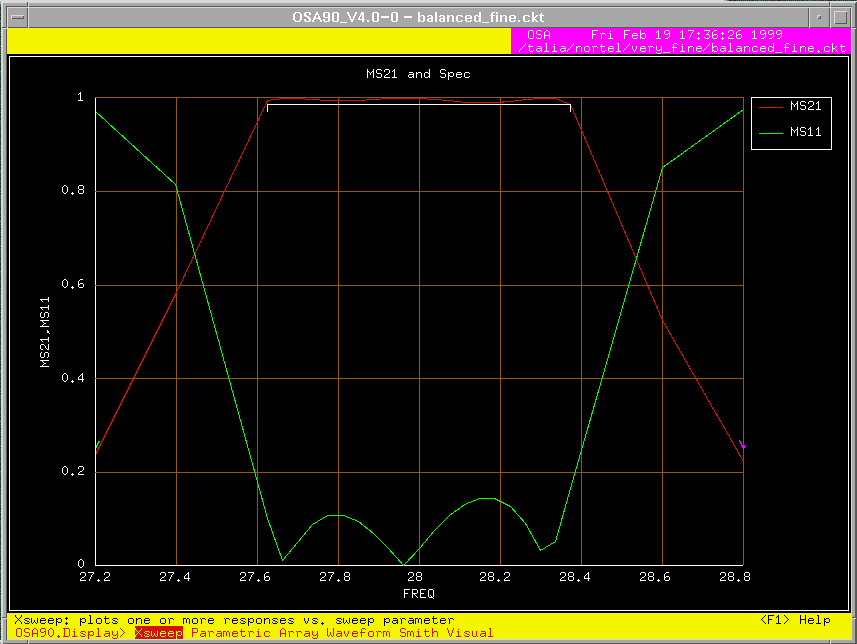 OSA90_V4.0-0 - balanced_fine.ckt
OSA Fri Feb 19 17:36:26 1999
/talia/nortel/very_fine/balanced_fine.ckt
MS21 and Spec
MS21
MS11
1
0.8
0.6
0.4
0.2
0
MS21,MS11
27.2 27.4 27.6 27.8 28 28.2 28.4 28.6 28.8
FREQ
Xsweep: plots one or more responses vs. sweep parameter <F1> Help
OSA90.Display> Xsweep Parametric Array Waveform Smith Visual